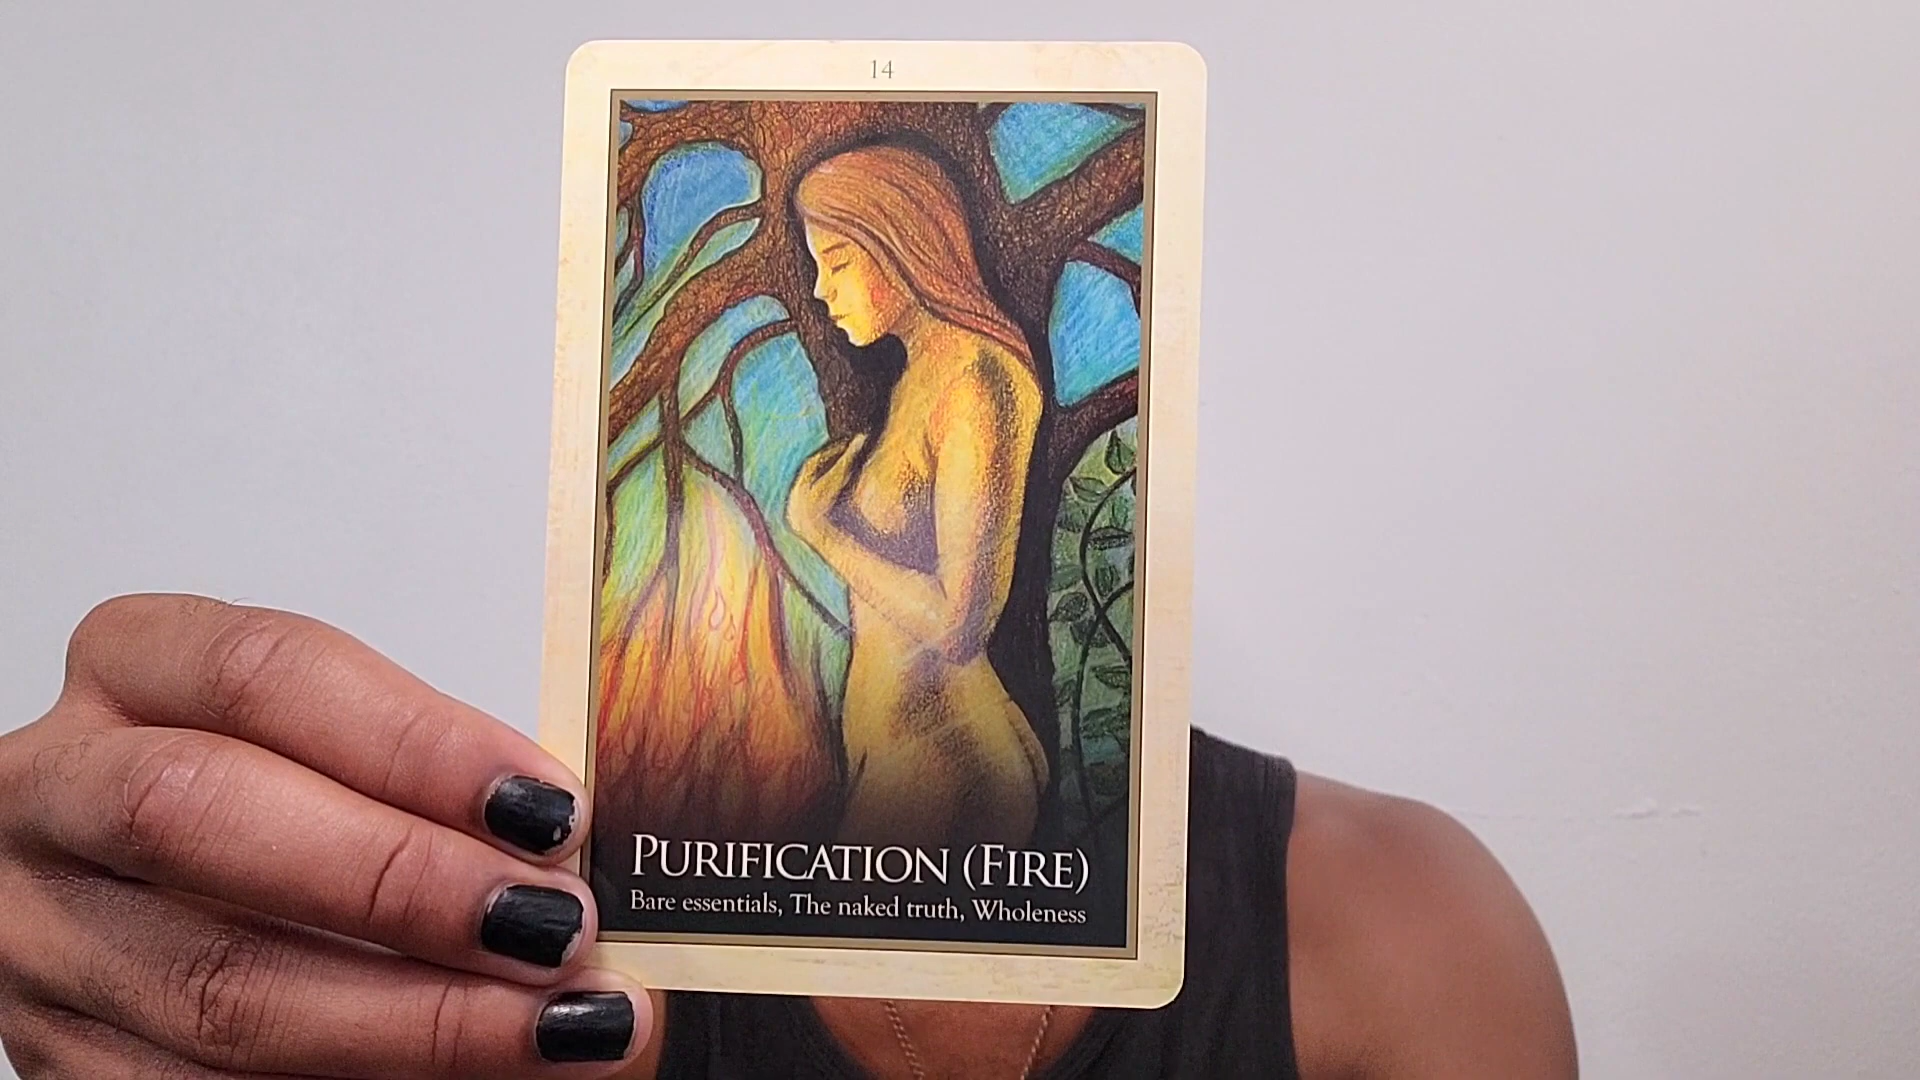 14
PURIFICATION (FIRE)
Bare essentials, The naked truth, Wholeness